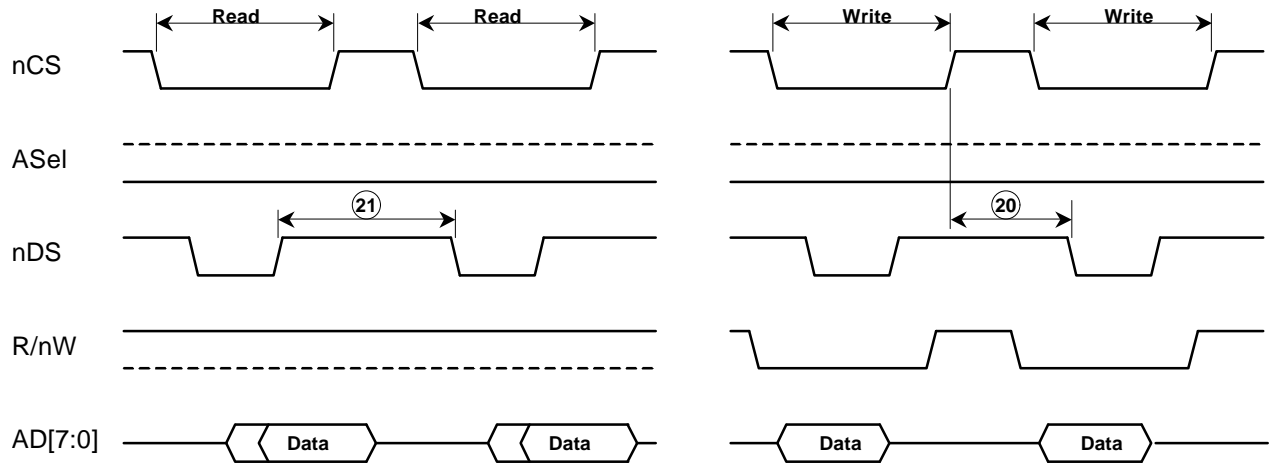 Read Read Write Write
nCS
ASel
21 20
nDS
R/nW
AD[7:0] Data Data Data Data